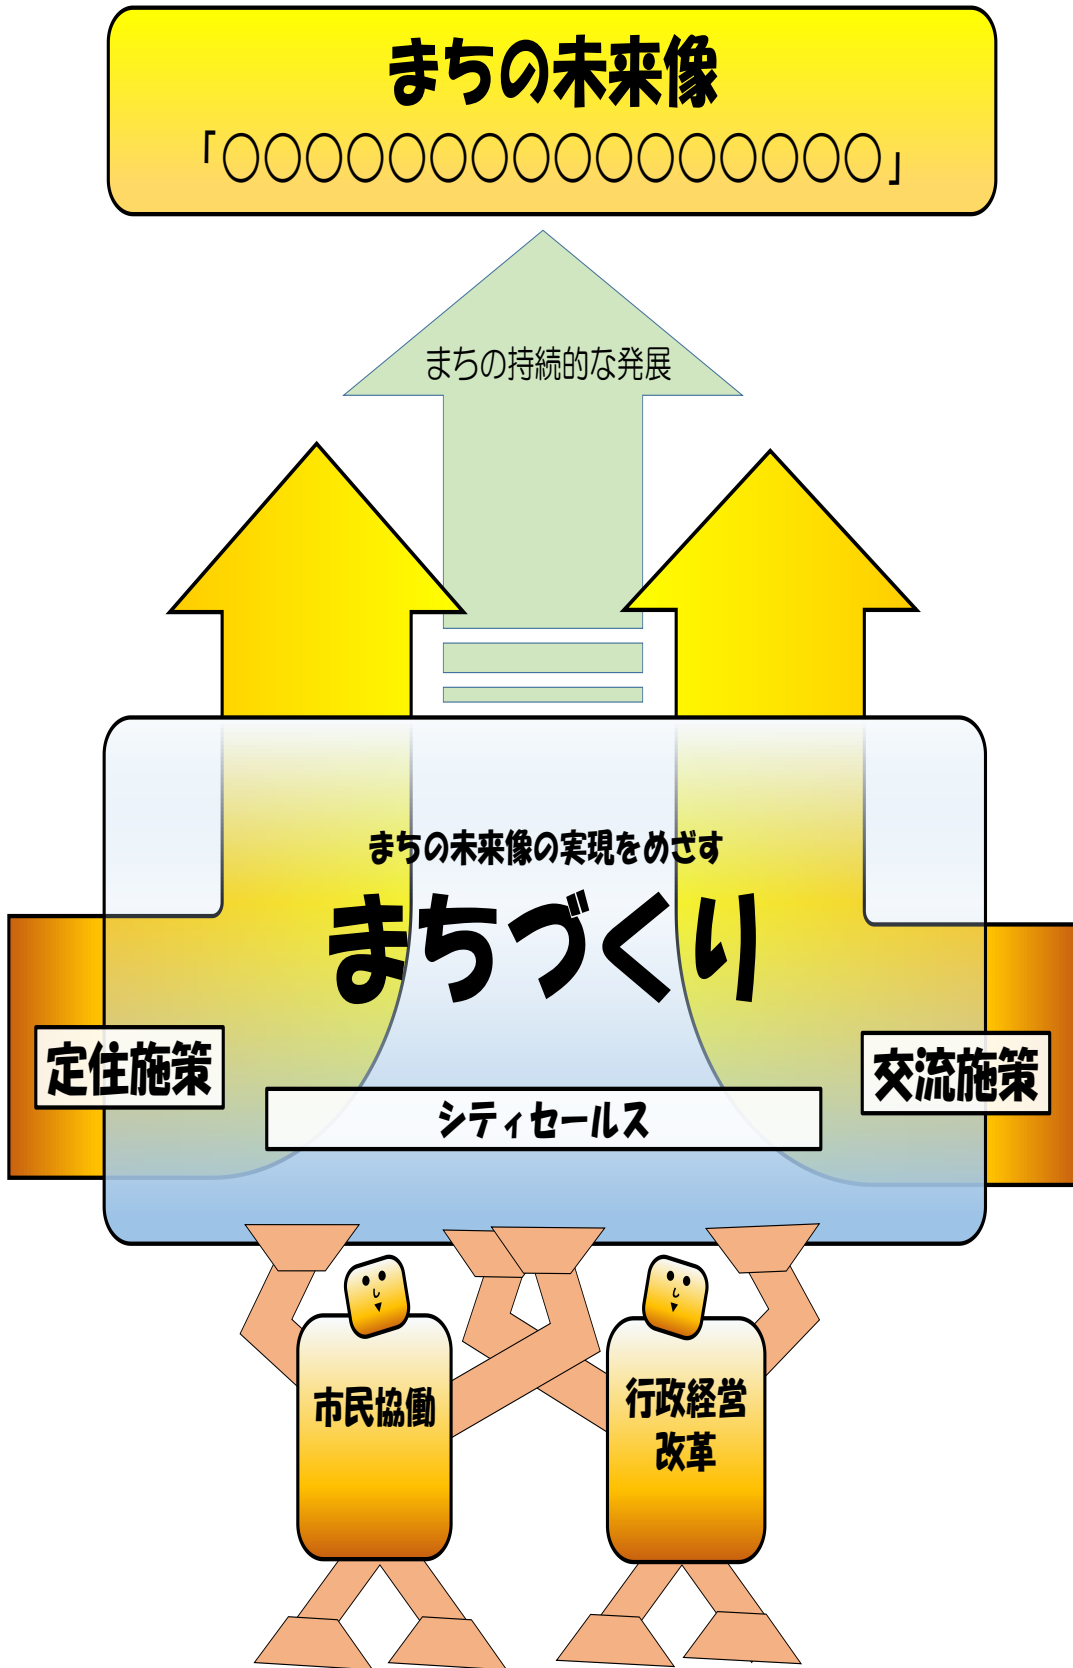 まちの未来像
「○○○○○○○○○○○○○○○○」
まちの持続的な発展
まちの未来像の実現をめざす
まちづくり
定住施策
交流施策
シティセールス
市民協働
行政経営
改革